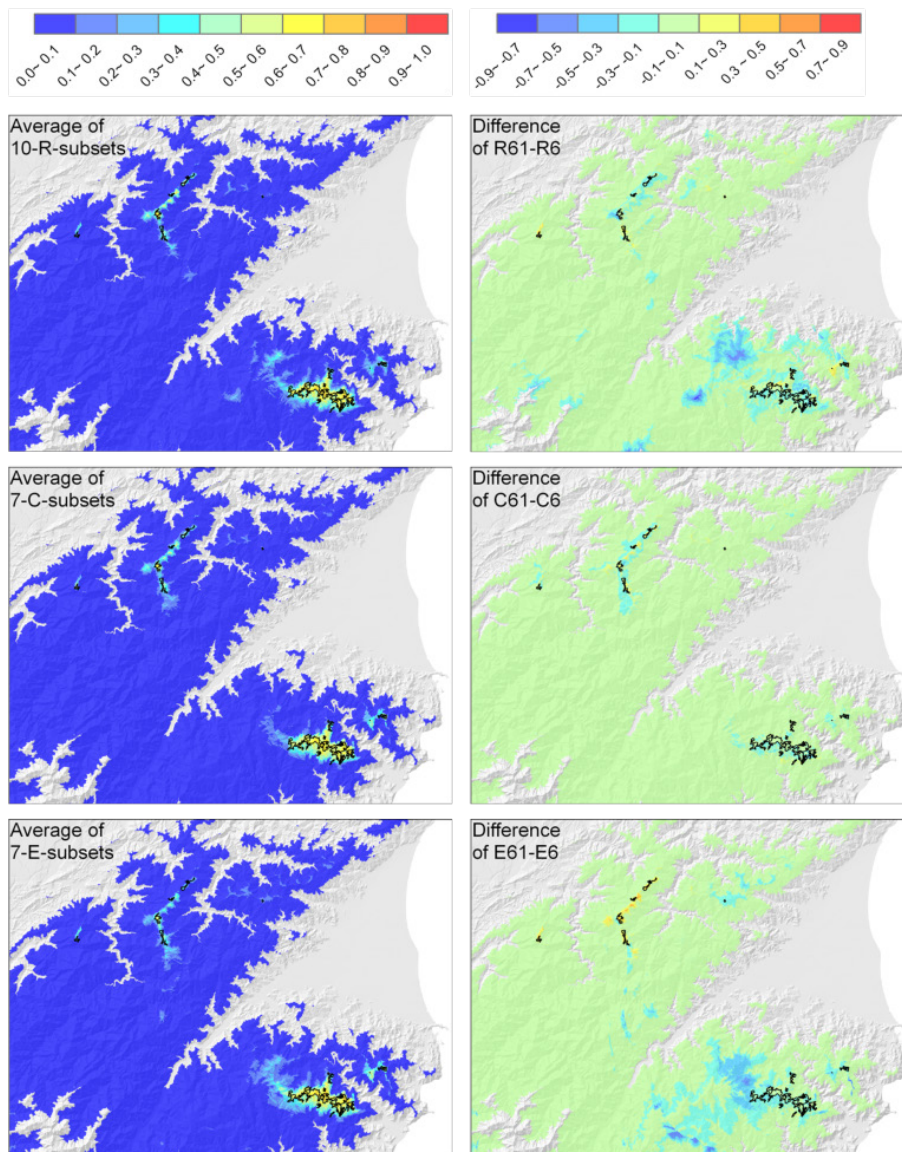 0.0~ 0.1
0.1~ 0.2
0.2~ 0.3
0.3~ 0.4
0.4~ 0.5
0.5~ 0.6
0.6~ 0.7
0.7~ 0.8
0.8~ 0.9
0.9~ 1.0
-0.9~ -0.7
-0.7~ -0.5
-0.5~ -0.3
-0.3~ -0.1
-0.1~ 0.1
0.1~ 0.3
0.3~ 0.5
0.5~ 0.7
0.7~ 0.9
Average of
10-R-subsets
Difference
of R61-R6
Average of
7-C-subsets
Difference
of C61-C6
Average of
7-E-subsets
Difference
of E61-E6